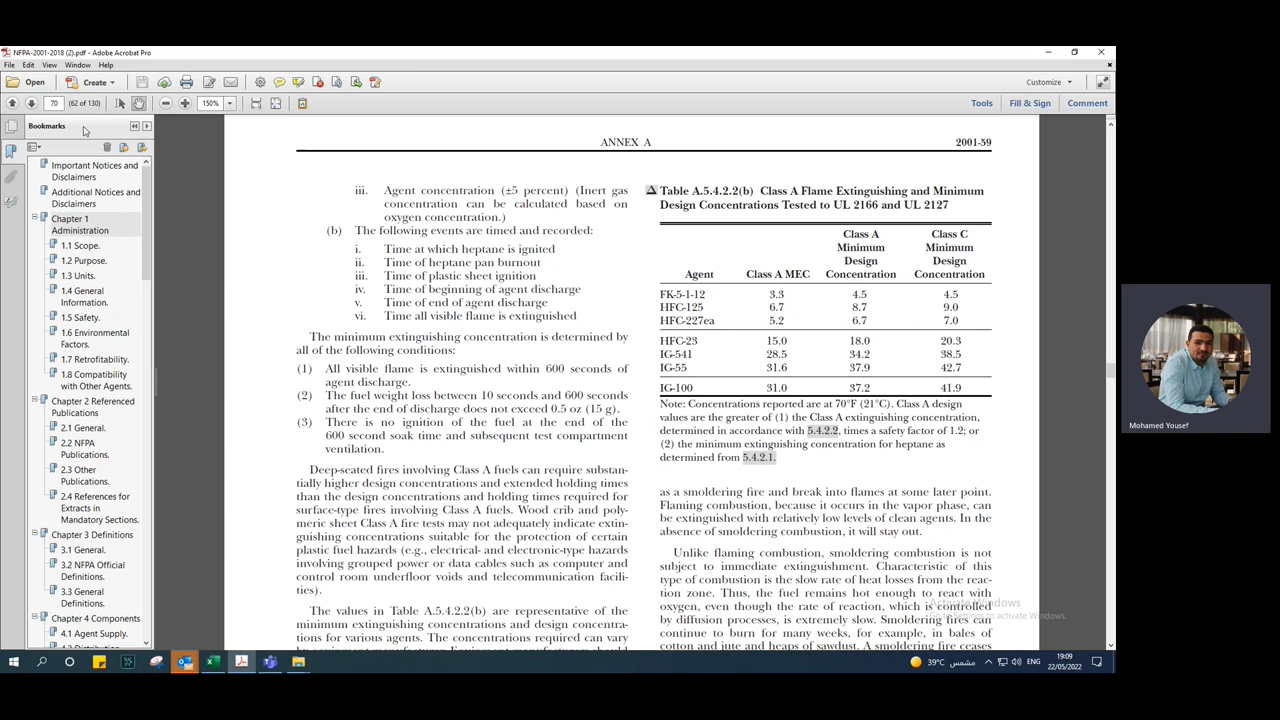 NFPA-2001-2018 (2).pdf - Adobe Acrobat Pro
File Edit View Window Help
Open Create Customize
70 (62 of 130) 150% Tools Fill & Sign Comment
Bookmarks
Important Notices and
Disclaimers
Additional Notices and
Disclaimers
Chapter 1
Administration
1.1 Scope.
1.2 Purpose.
1.3 Units.
1.4 General
Information.
1.5 Safety.
1.6 Environmental
Factors.
1.7 Retrofitability.
1.8 Compatibility
with Other Agents.
Chapter 2 Referenced
Publications
2.1 General.
2.2 NFPA
Publications.
2.3 Other
Publications.
2.4 References for
Extracts in
Mandatory Sections.
Chapter 3 Definitions
3.1 General.
3.2 NFPA Official
Definitions.
3.3 General
Definitions.
Chapter 4 Components
4.1 Agent Supply.
ANNEX A 2001-59
iii. Agent concentration (±5 percent) (Inert gas
concentration can be calculated based on
oxygen concentration.)
(b) The following events are timed and recorded:
i. Time at which heptane is ignited
ii. Time of heptane pan burnout
iii. Time of plastic sheet ignition
iv. Time of beginning of agent discharge
v. Time of end of agent discharge
vi. Time all visible flame is extinguished
The minimum extinguishing concentration is determined by
all of the following conditions:
(1) All visible flame is extinguished within 600 seconds of
agent discharge.
(2) The fuel weight loss between 10 seconds and 600 seconds
after the end of discharge does not exceed 0.5 oz (15 g).
(3) There is no ignition of the fuel at the end of the
600 second soak time and subsequent test compartment
ventilation.
Deep-seated fires involving Class A fuels can require substan-
tially higher design concentrations and extended holding times
than the design concentrations and holding times required for
surface-type fires involving Class A fuels. Wood crib and poly-
meric sheet Class A fire tests may not adequately indicate extin-
guishing concentrations suitable for the protection of certain
plastic fuel hazards (e.g., electrical- and electronic-type hazards
involving grouped power or data cables such as computer and
control room underfloor voids and telecommunication facili-
ties).
The values in Table A.5.4.2.2(b) are representative of the
minimum extinguishing concentrations and design concentra-
tions for various agents. The concentrations required can vary
Δ Table A.5.4.2.2(b) Class A Flame Extinguishing and Minimum
Design Concentrations Tested to UL 2166 and UL 2127
Class A Class C
Minimum Minimum
Design Design
Agent Class A MEC Concentration Concentration
FK-5-1-12 3.3 4.5 4.5
HFC-125 6.7 8.7 9.0
HFC-227ea 5.2 6.7 7.0
HFC-23 15.0 18.0 20.3
IG-541 28.5 34.2 38.5
IG-55 31.6 37.9 42.7
IG-100 31.0 37.2 41.9
Note: Concentrations reported are at 70°F (21°C). Class A design
values are the greater of (1) the Class A extinguishing concentration,
determined in accordance with 5.4.2.2, times a safety factor of 1.2; or
(2) the minimum extinguishing concentration for heptane as
determined from 5.4.2.1.
as a smoldering fire and break into flames at some later point.
Flaming combustion, because it occurs in the vapor phase, can
be extinguished with relatively low levels of clean agents. In the
absence of smoldering combustion, it will stay out.
Unlike flaming combustion, smoldering combustion is not
subject to immediate extinguishment. Characteristic of this
type of combustion is the slow rate of heat losses from the reac-
tion zone. Thus, the fuel remains hot enough to react with
oxygen, even though the rate of reaction, which is controlled
by diffusion processes, is extremely slow. Smoldering fires can
continue to burn for many weeks, for example, in bales of
cotton and jute and heaps of sawdust. A smoldering fire ceases
Activate Windows
Go to Settings to activate Windows.
Mohamed Yousef
39°C مشمس ENG 19:09
22/05/2022